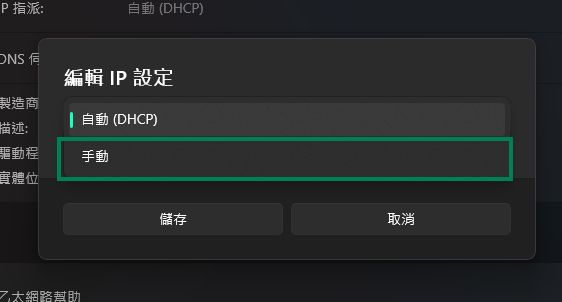 P 指派: 自動 (DHCP)
DNS 伺
編輯 IP 設定
製造商
自動 (DHCP)
描述:
驅動程
手動
實體位
儲存 取消
乙太網路幫助